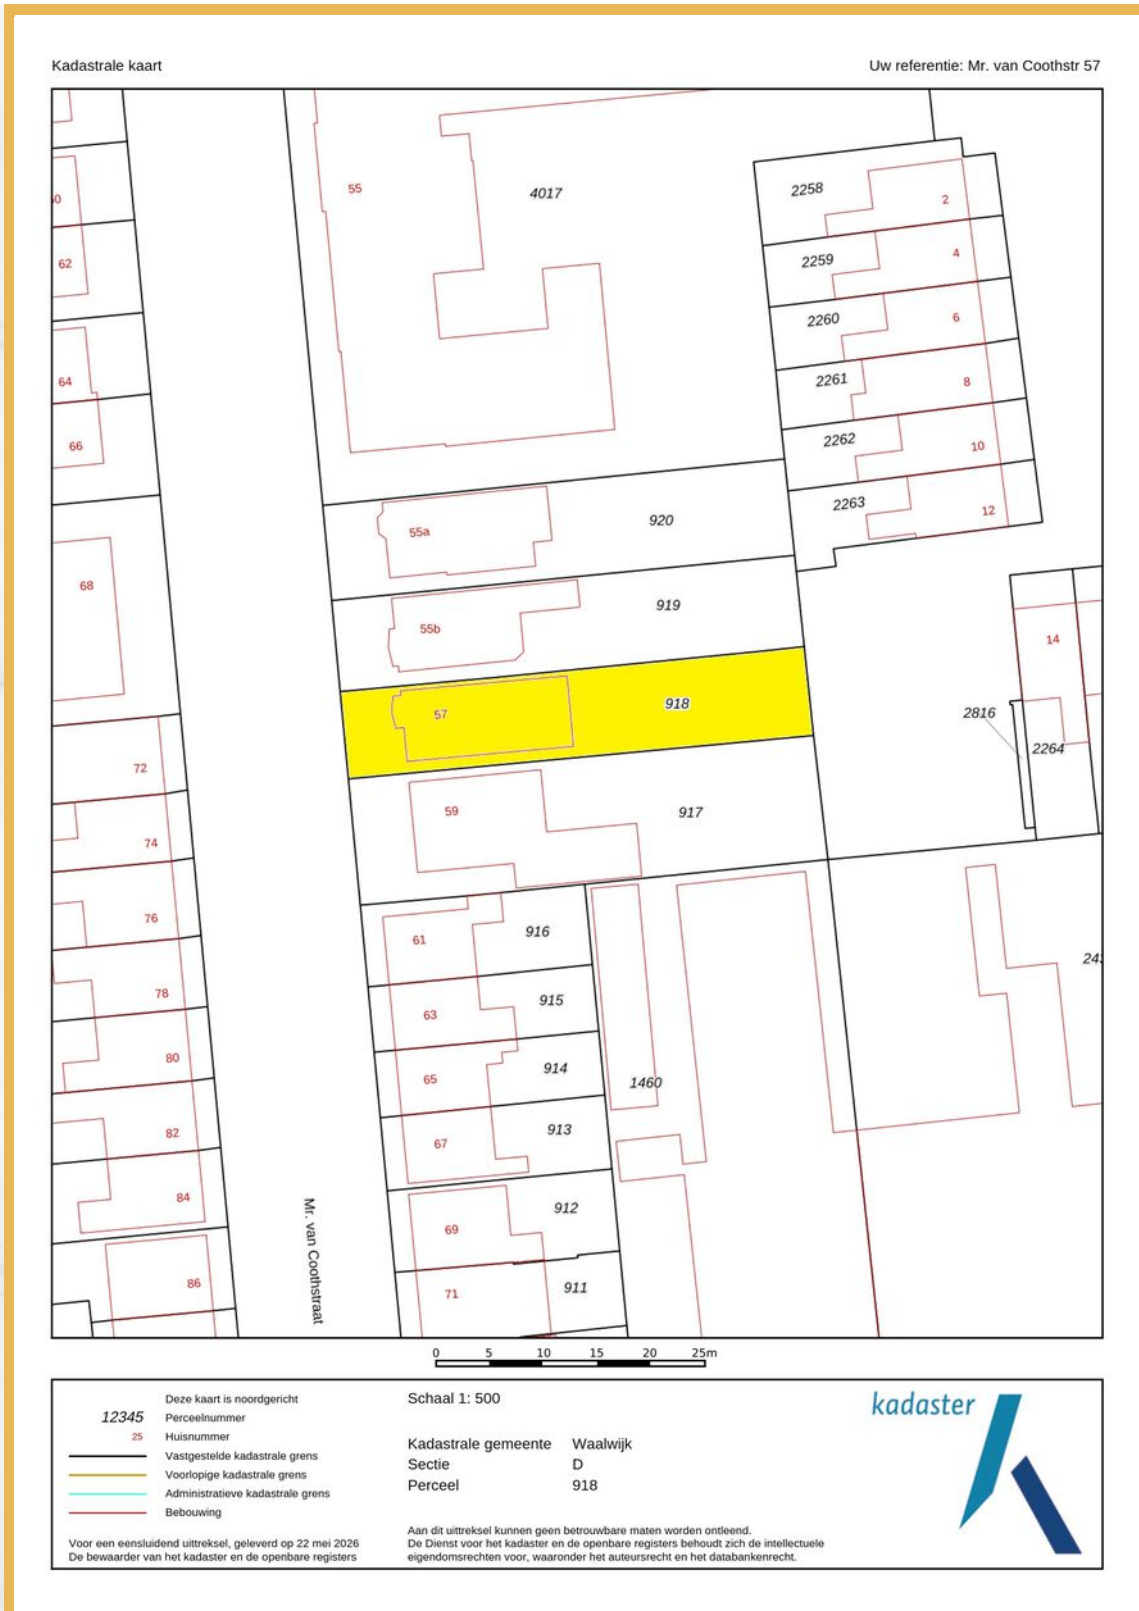 Kadastrale kaart
Uw referentie: Mr. van Coothstr 57
55
4017
2258
2
62
2259
4
2260
6
64
2261
8
66
2262
10
2263
12
55a
920
68
55b
919
14
57
918
2816
2264
72
59
917
74
76
61
916
78
63
915
80
65
914
1460
82
67
913
84
69
912
86
71
911
Mr. van Coothstraat
0 5 10 15 20 25m
Deze kaart is noordgericht
12345 Perceelnummer
25 Huisnummer
Vastgestelde kadastrale grens
Voorlopige kadastrale grens
Administratieve kadastrale grens
Bebouwing
Voor een eensluidend uittreksel, geleverd op 22 mei 2026
De bewaarder van het kadaster en de openbare registers
Schaal 1: 500
Kadastrale gemeente Waalwijk
Sectie D
Perceel 918
Aan dit uittreksel kunnen geen betrouwbare maten worden ontleend.
De Dienst voor het kadaster en de openbare registers behoudt zich de intellectuele
eigendomsrechten voor, waaronder het auteursrecht en het databankenrecht.
kadaster